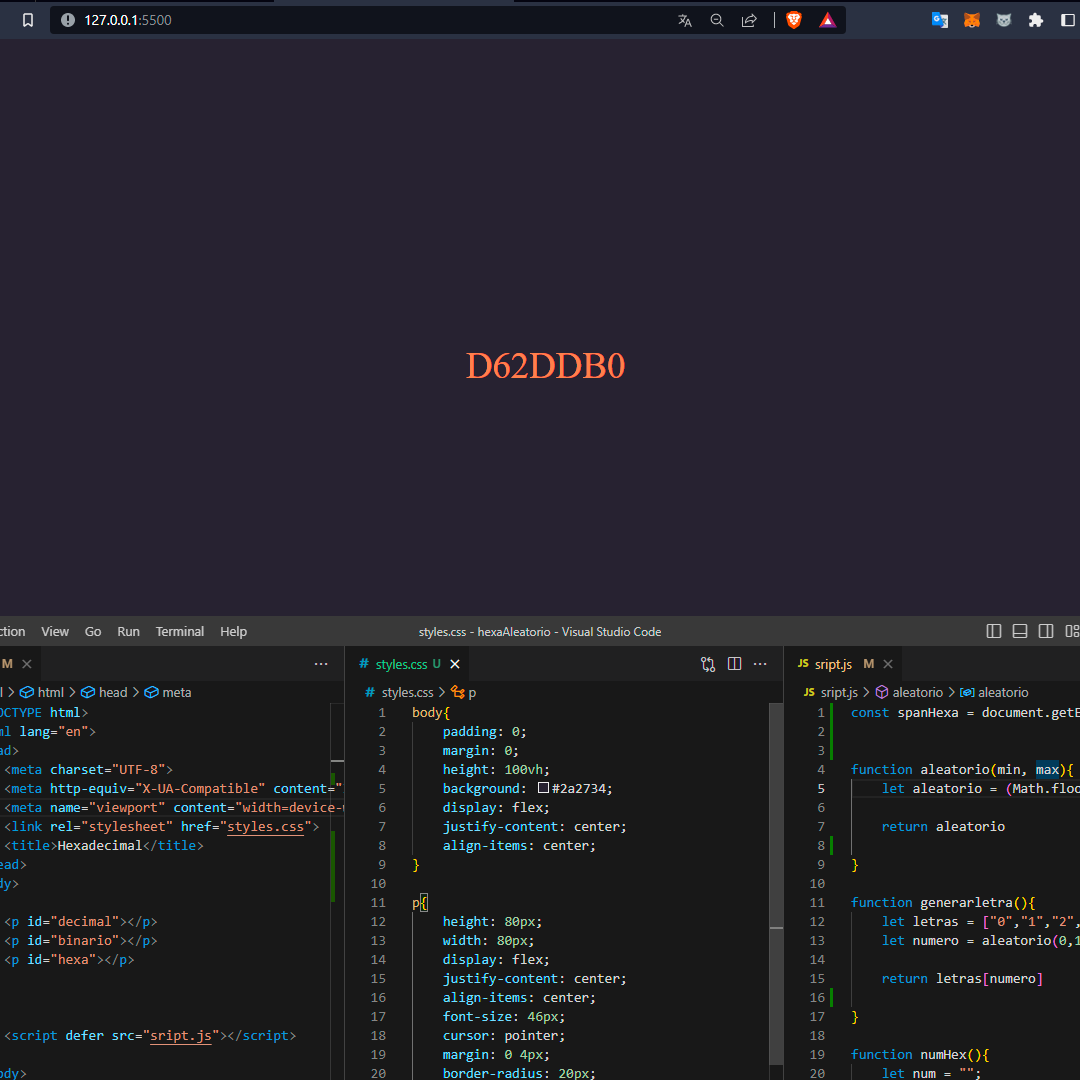 127.0.0.1:5500
D62DDB0
ction View Go Run Terminal Help
styles.css - hexaAleatorio - Visual Studio Code
M
# styles.css U
JS sript.js M
html > head > meta
# styles.css > p
JS sript.js > aleatorio > aleatorio
OCTYPE html>
ml lang="en">
ad>
<meta charset="UTF-8">
<meta http-equiv="X-UA-Compatible" content="
<meta name="viewport" content="width=device-
<link rel="stylesheet" href="styles.css">
<title>Hexadecimal</title>
ead>
dy>
<p id="decimal"></p>
<p id="binario"></p>
<p id="hexa"></p>
<script defer src="sript.js"></script>
ody>
1 body{
2 padding: 0;
3 margin: 0;
4 height: 100vh;
5 background: #2a2734;
6 display: flex;
7 justify-content: center;
8 align-items: center;
9 }
10
11 p{
12 height: 80px;
13 width: 80px;
14 display: flex;
15 justify-content: center;
16 align-items: center;
17 font-size: 46px;
18 cursor: pointer;
19 margin: 0 4px;
20 border-radius: 20px;
1 const spanHexa = document.getE
2
3
4 function aleatorio(min, max){
5 let aleatorio = (Math.floo
6
7 return aleatorio
8
9 }
10
11 function generarletra(){
12 let letras = ["0","1","2",
13 let numero = aleatorio(0,1
14
15 return letras[numero]
16
17 }
18
19 function numHex(){
20 let num = "";